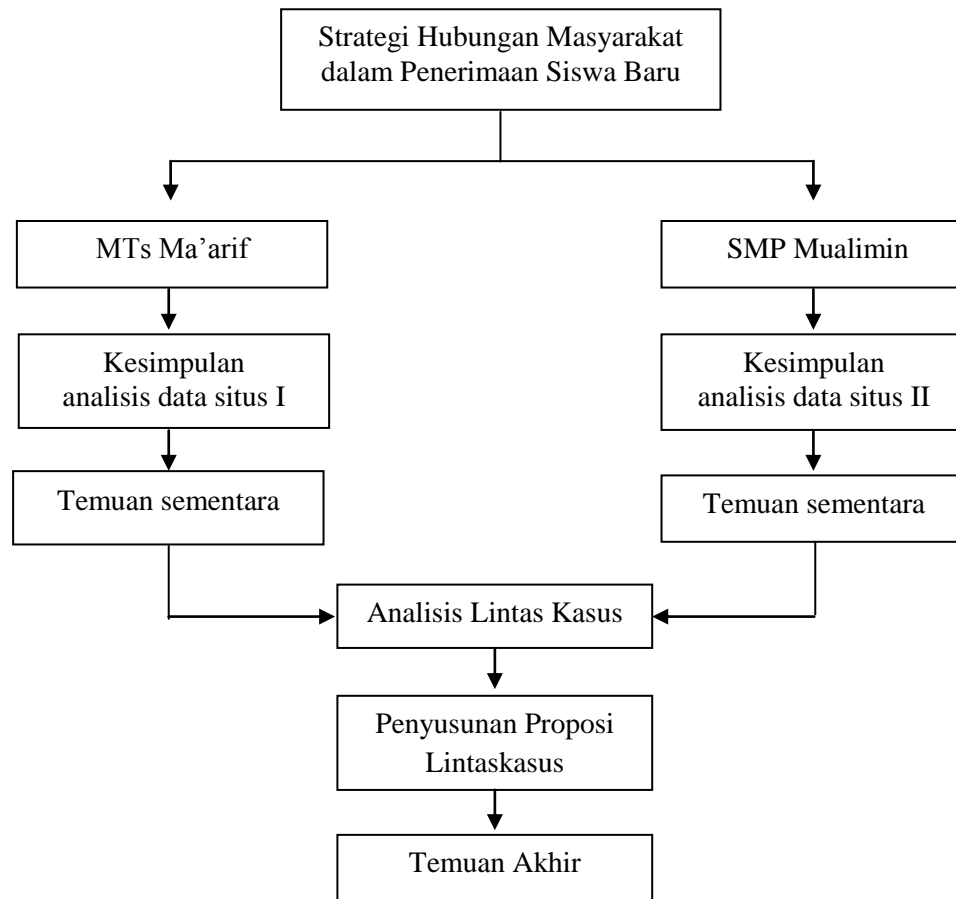 Strategi Hubungan Masyarakat
dalam Penerimaan Siswa Baru
MTs Ma’arif
SMP Mualimin
Kesimpulan
analisis data situs I
Kesimpulan
analisis data situs II
Temuan sementara
Temuan sementara
Analisis Lintas Kasus
Penyusunan Proposi
Lintaskasus
Temuan Akhir